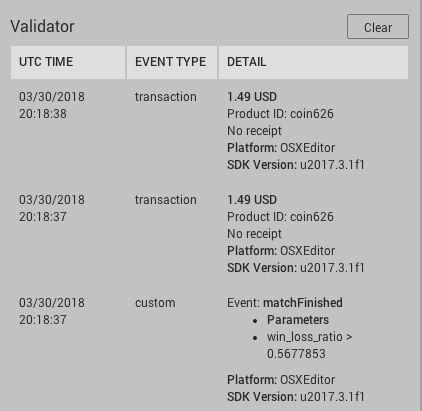 Validator
Clear
UTC TIME EVENT TYPE DETAIL
03/30/2018 transaction 1.49 USD
20:18:38 Product ID: coin626
No receipt
Platform: OSXEditor
SDK Version: u2017.3.1f1
03/30/2018 transaction 1.49 USD
20:18:37 Product ID: coin626
No receipt
Platform: OSXEditor
SDK Version: u2017.3.1f1
03/30/2018 custom Event: matchFinished
20:18:37 • Parameters
• win_loss_ratio >
0.5677853
Platform: OSXEditor
SDK Version: u2017.3.1f1